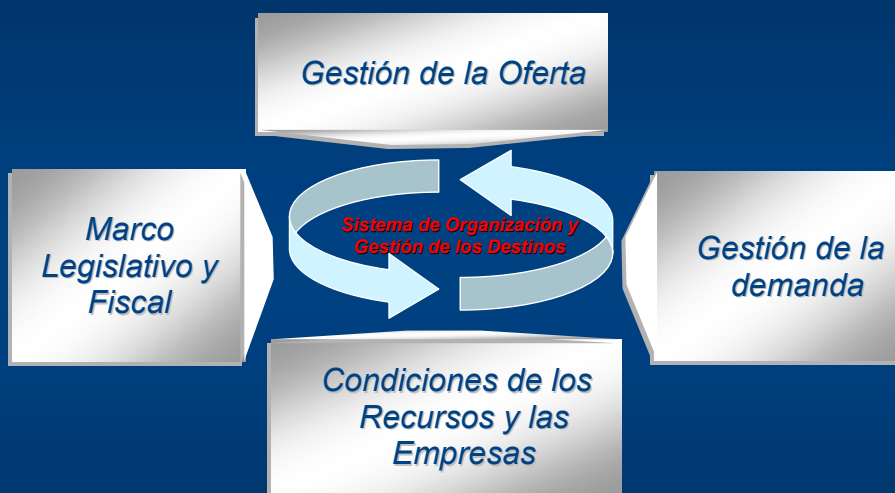 Gestión de la Oferta
Marco
Legislativo y
Fiscal
Sistema de Organización y
Gestión de los Destinos
Gestión de la
demanda
Condiciones de los
Recursos y las
Empresas